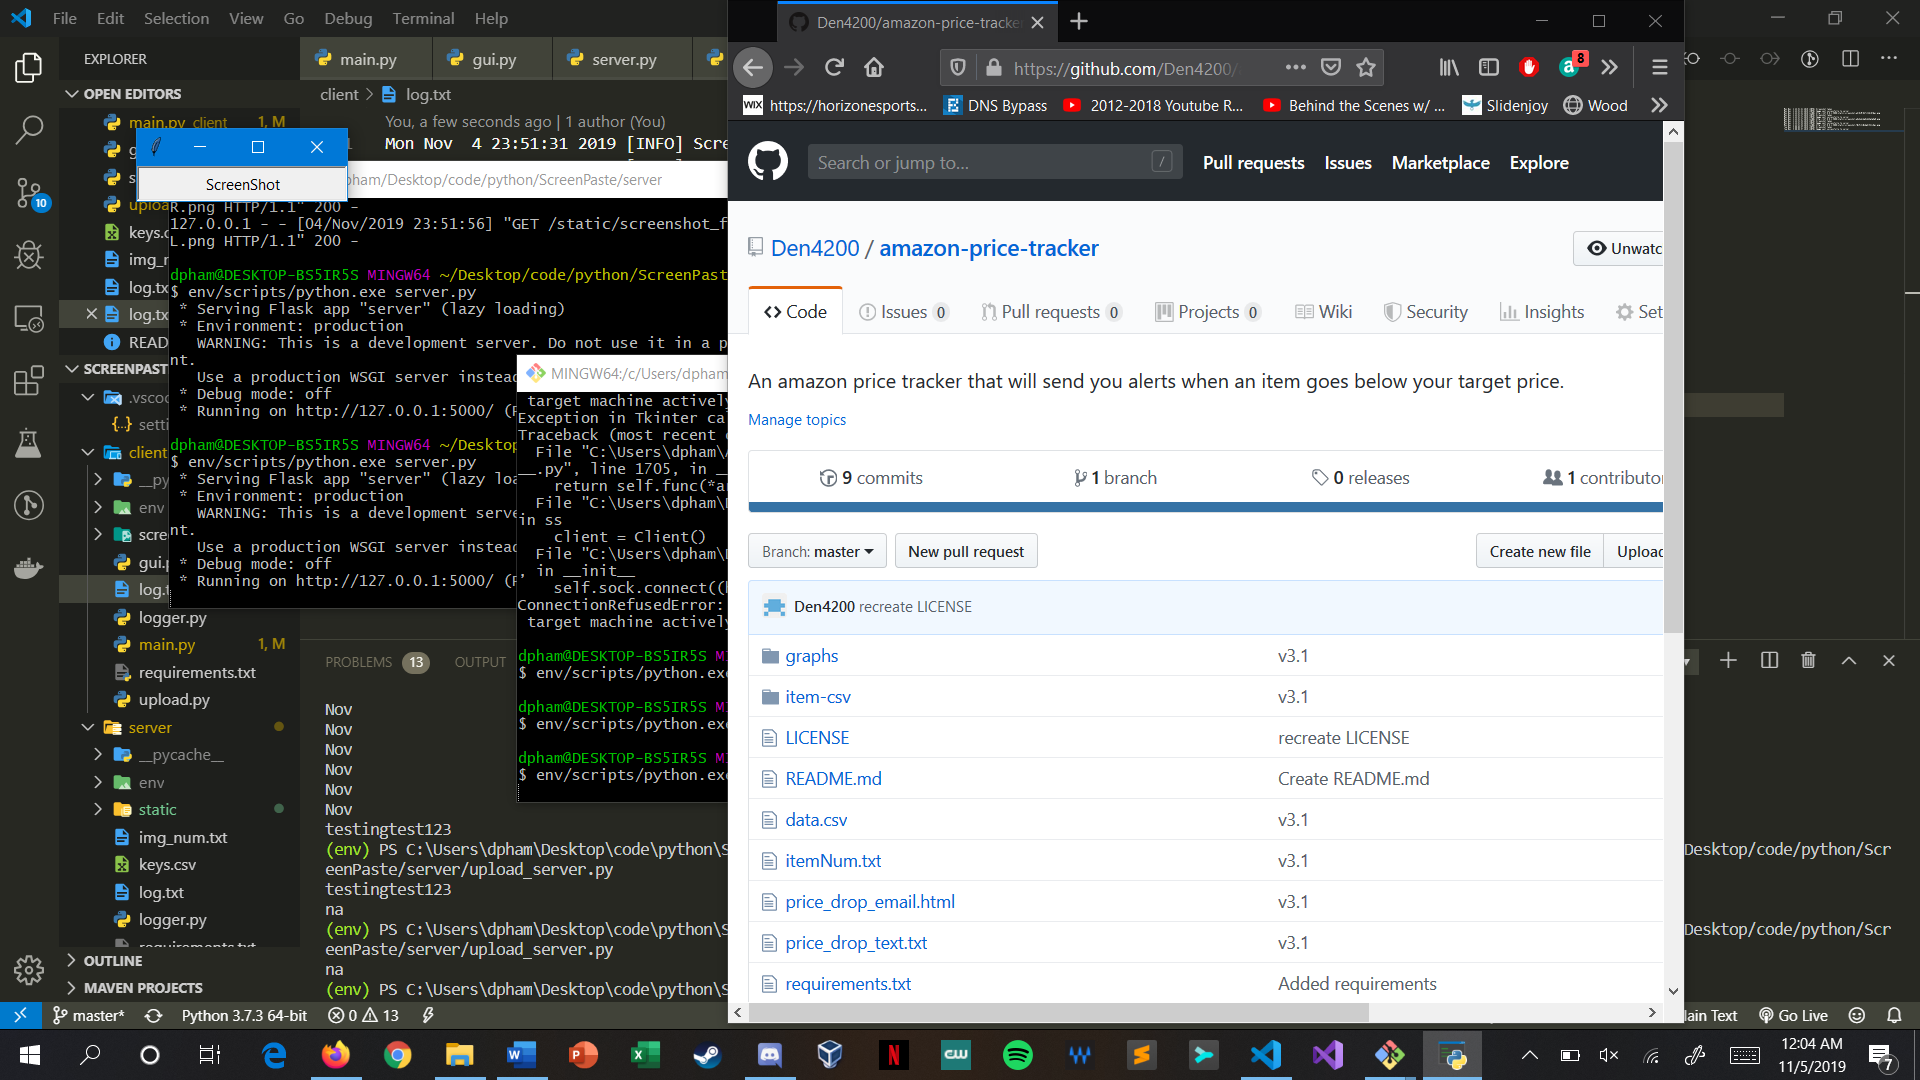 File Edit Selection View Go Debug Terminal Help
EXPLORER
OPEN EDITORS
main.py client 1, M
keys.c
img_n
log.tx
log.tx
READ
SCREENPAST
.vscoc
setti
client
__py
env
scree
gui.p
log.t
logger.py
main.py 1, M
requirements.txt
upload.py
server
__pycache__
env
static
img_num.txt
keys.csv
log.txt
logger.py
requirements.txt
OUTLINE
MAVEN PROJECTS
10
main.py gui.py server.py
client > log.txt
You, a few seconds ago | 1 author (You)
Mon Nov 4 23:51:31 2019 [INFO] Scre
ScreenShot
pham/Desktop/code/python/ScreenPaste/server
R.png HTTP/1.1" 200 -
127.0.0.1 - - [04/Nov/2019 23:51:56] "GET /static/screenshot_f
L.png HTTP/1.1" 200 -
dpham@DESKTOP-BS5IR5S MINGW64 ~/Desktop/code/python/ScreenPast
$ env/scripts/python.exe server.py
* Serving Flask app "server" (lazy loading)
* Environment: production
WARNING: This is a development server. Do not use it in a p
nt.
Use a production WSGI server instead
* Debug mode: off
* Running on http://127.0.0.1:5000/ (P
dpham@DESKTOP-BS5IR5S MINGW64 ~/Desktop
$ env/scripts/python.exe server.py
* Serving Flask app "server" (lazy loa
* Environment: production
WARNING: This is a development serve
nt.
Use a production WSGI server instead
* Debug mode: off
* Running on http://127.0.0.1:5000/ (P
MINGW64:/c/Users/dpham
target machine actively
Exception in Tkinter cal
Traceback (most recent c
File "C:\Users\dpham\A
__.py", line 1705, in __
return self.func(*ar
File "C:\Users\dpham\D
in ss
client = Client()
File "C:\Users\dpham\D
, in __init__
self.sock.connect((h
ConnectionRefusedError:
target machine actively
dpham@DESKTOP-BS5IR5S MI
$ env/scripts/python.exe
dpham@DESKTOP-BS5IR5S MI
$ env/scripts/python.exe
dpham@DESKTOP-BS5IR5S MI
$ env/scripts/python.exe
PROBLEMS 13 OUTPUT
Nov
Nov
Nov
Nov
Nov
Nov
testingtest123
(env) PS C:\Users\dpham\Desktop\code\python\S
eenPaste/server/upload_server.py
testingtest123
na
(env) PS C:\Users\dpham\Desktop\code\python\S
eenPaste/server/upload_server.py
na
(env) PS C:\Users\dpham\Desktop\code\python\S
Desktop/code/python/Scr
Desktop/code/python/Scr
Den4200/amazon-price-tracke
https://github.com/Den4200/
8
https://horizonesports... DNS Bypass 2012-2018 Youtube R... Behind the Scenes w/ ... Slidenjoy Wood
Search or jump to... / Pull requests Issues Marketplace Explore
Den4200 / amazon-price-tracker Unwatc
Code Issues 0 Pull requests 0 Projects 0 Wiki Security Insights Set
An amazon price tracker that will send you alerts when an item goes below your target price.
Manage topics
9 commits 1 branch 0 releases 1 contributor
Branch: master New pull request Create new file Upload
Den4200 recreate LICENSE
graphs v3.1
item-csv v3.1
LICENSE recreate LICENSE
README.md Create README.md
data.csv v3.1
itemNum.txt v3.1
price_drop_email.html v3.1
price_drop_text.txt v3.1
requirements.txt Added requirements
master* Python 3.7.3 64-bit 0 13 lain Text Go Live
12:04 AM
11/5/2019
7